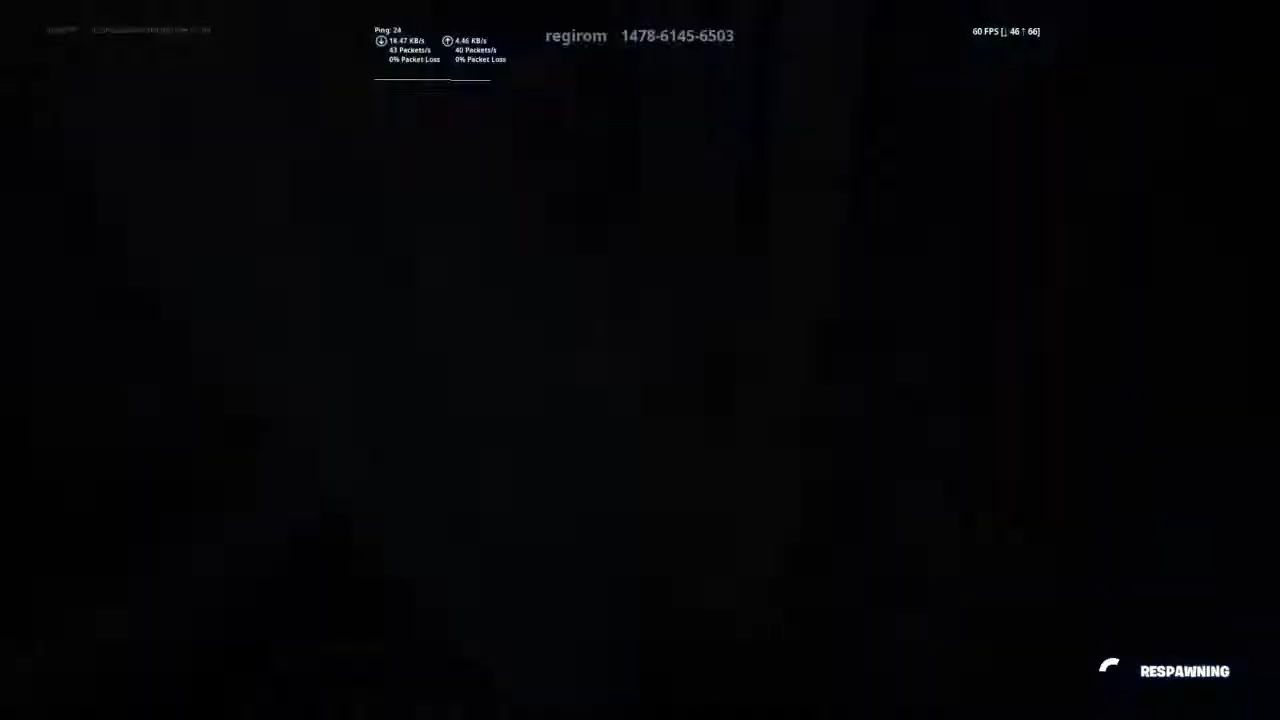 Ping: 24
18.47 KB/s 4.46 KB/s
43 Packets/s 40 Packets/s
0% Packet Loss 0% Packet Loss
regirom 1478-6145-6503
60 FPS [↓ 46 ↑ 66]
RESPAWNING